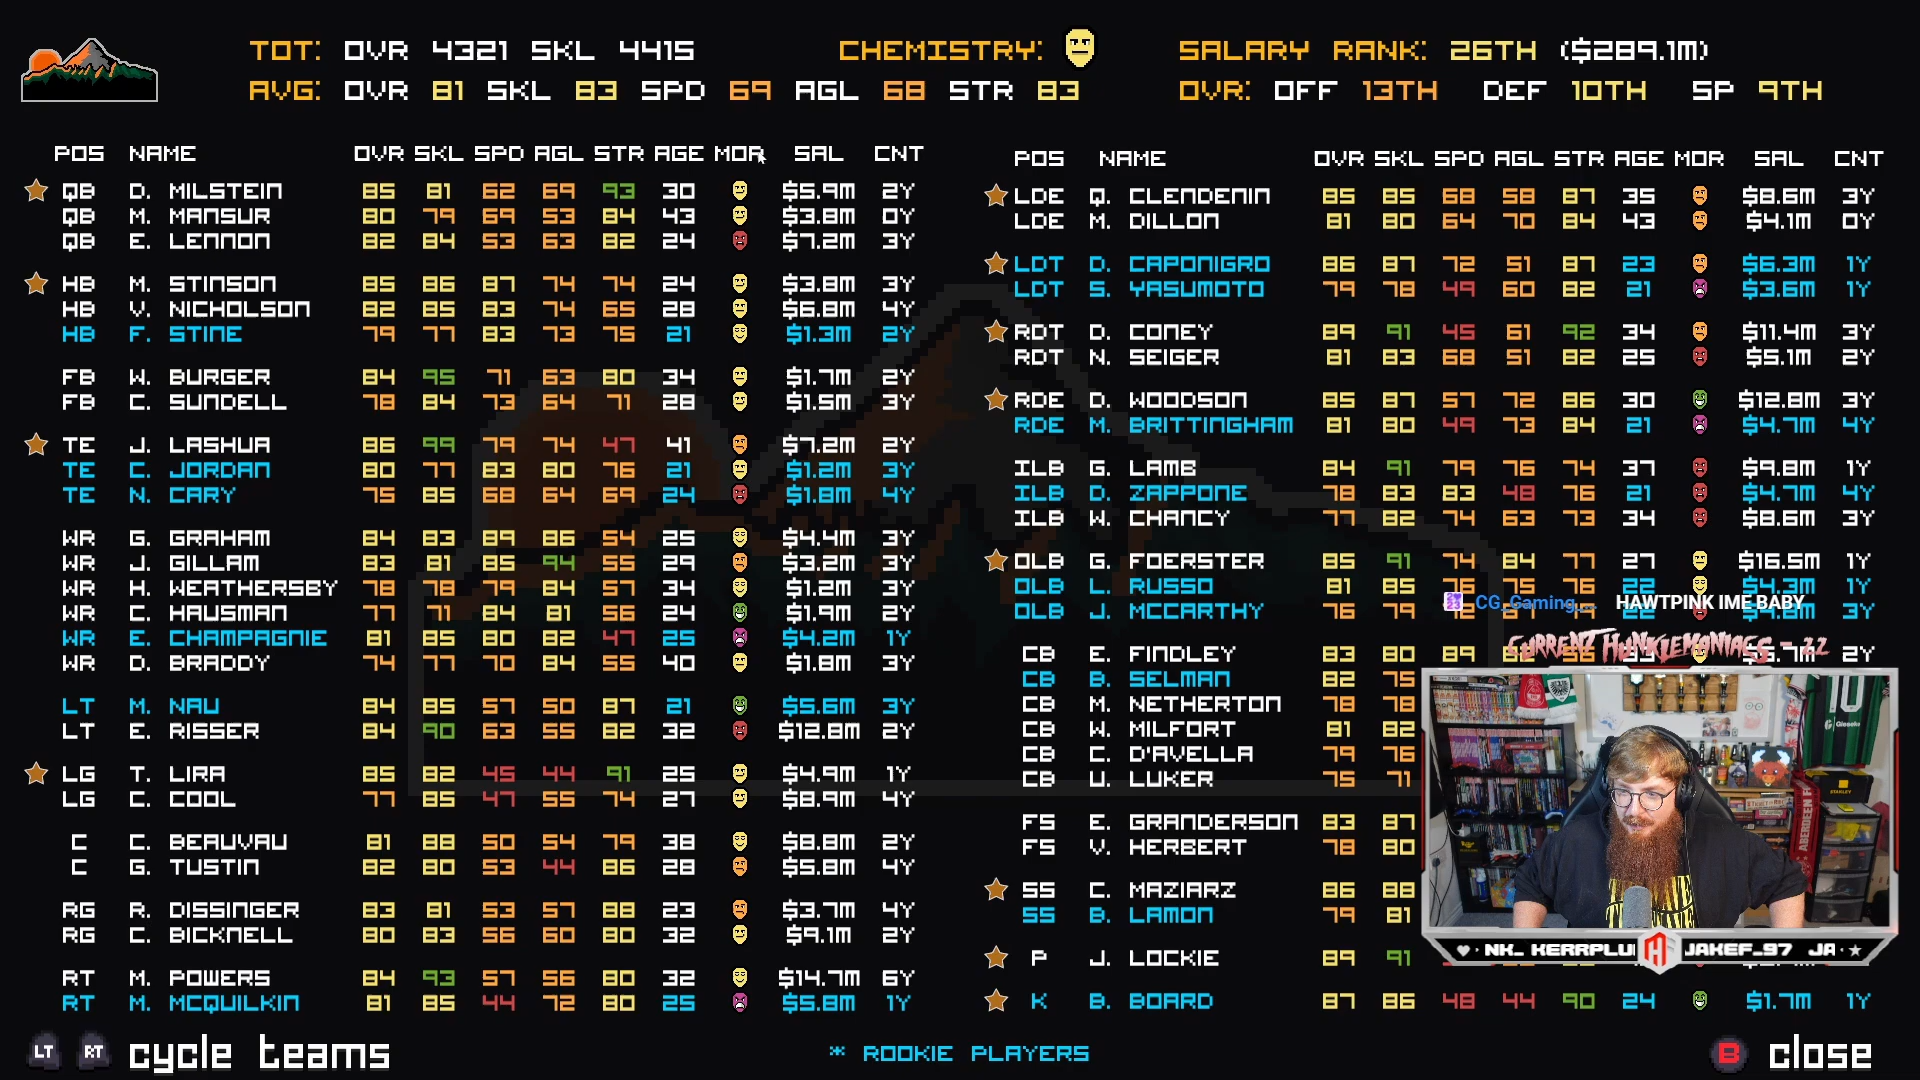 TOT: OVR 4321 SKL 4415 CHEMISTRY: SALARY RANK: 26TH ($289.1M)
AVG: OVR 81 SKL 83 SPD 69 AGL 68 STR 83 OVR: OFF 13TH DEF 10TH SP 9TH
POS NAME OVR SKL SPD AGL STR AGE MOR SAL CNT
QB D. MILSTEIN 85 81 62 69 93 30 $5.9M 2Y
QB M. MANSUR 80 79 69 53 84 43 $3.8M 0Y
QB E. LENNON 82 84 53 63 82 24 $7.2M 3Y
HB M. STINSON 85 86 87 74 74 24 $3.8M 3Y
HB V. NICHOLSON 82 85 83 74 65 28 $6.8M 4Y
HB F. STINE 79 77 83 73 75 21 $1.3M 2Y
FB W. BURGER 84 95 71 63 80 34 $1.7M 2Y
FB C. SUNDELL 78 84 73 64 71 28 $1.5M 3Y
TE J. LASHUA 86 99 79 74 47 41 $7.2M 2Y
TE C. JORDAN 80 77 83 80 76 21 $1.2M 3Y
TE N. CARY 75 85 68 64 69 24 $1.8M 4Y
WR G. GRAHAM 84 83 89 86 54 25 $4.4M 3Y
WR J. GILLAM 83 81 85 94 55 29 $3.2M 3Y
WR H. WEATHERSBY 78 78 79 84 57 34 $1.2M 3Y
WR C. HAUSMAN 77 71 84 81 56 24 $1.9M 2Y
WR E. CHAMPAGNIE 81 85 80 82 47 25 $4.2M 1Y
WR D. BRADDY 74 77 70 84 55 40 $1.8M 3Y
LT M. NAU 84 85 57 50 87 21 $5.6M 3Y
LT E. RISSER 84 90 63 55 82 32 $12.8M 2Y
LG T. LIRA 85 82 45 44 91 25 $4.9M 1Y
LG C. COOL 77 85 47 55 74 27 $8.9M 4Y
C C. BEAUVAU 81 88 50 54 79 38 $8.8M 2Y
C G. TUSTIN 82 80 53 44 86 28 $5.8M 4Y
RG R. DISSINGER 83 81 53 57 88 23 $3.7M 4Y
RG C. BICKNELL 80 83 56 60 80 32 $9.1M 2Y
RT M. POWERS 84 93 57 56 80 32 $14.7M 6Y
RT M. MCQUILKIN 81 85 44 72 80 25 $5.8M 1Y
POS NAME OVR SKL SPD AGL STR AGE MOR SAL CNT
LDE Q. CLENDENIN 85 85 68 58 87 35 $8.6M 3Y
LDE M. DILLON 81 80 64 70 84 43 $4.1M 0Y
LDT D. CAPONIGRO 86 87 72 51 87 23 $6.3M 1Y
LDT S. YASUMOTO 79 78 49 60 82 21 $3.6M 1Y
RDT D. CONEY 89 91 45 61 92 34 $11.4M 3Y
RDT N. SEIGER 81 83 68 51 82 25 $5.1M 2Y
RDE D. WOODSON 85 87 57 72 86 30 $12.8M 3Y
RDE M. BRITTINGHAM 81 80 49 73 84 21 $4.7M 4Y
ILB G. LAMB 84 91 79 76 74 37 $9.8M 1Y
ILB D. ZAPPONE 78 83 83 48 76 21 $4.7M 4Y
ILB W. CHANCY 77 82 74 63 73 34 $8.6M 3Y
OLB G. FOERSTER 85 91 74 84 77 27 $16.5M 1Y
OLB L. RUSSO 81 85 76 75 76 22 $4.3M 1Y
OLB J. MCCARTHY 76 79 22 3Y
CG_Gaming... HAWTPINK IME BABY
CURRENT HUNKLEMANIACS - 22
CB E. FINDLEY 83 80 89 2Y
CB B. SELMAN 82 75
CB M. NETHERTON 78 78
CB W. MILFORT 81 82
CB C. D'AVELLA 79 76
CB U. LUKER 75 71
FS E. GRANDERSON 83 87
FS V. HERBERT 78 80
SS C. MAZIARZ 86 88
SS B. LAMON 79 81
P J. LOCKIE 89 91
NK_ KERRPLU JAKEF_97 JA
K B. BOARD 87 86 48 44 90 24 $1.7M 1Y
LT RT cycle teams
* ROOKIE PLAYERS
B close